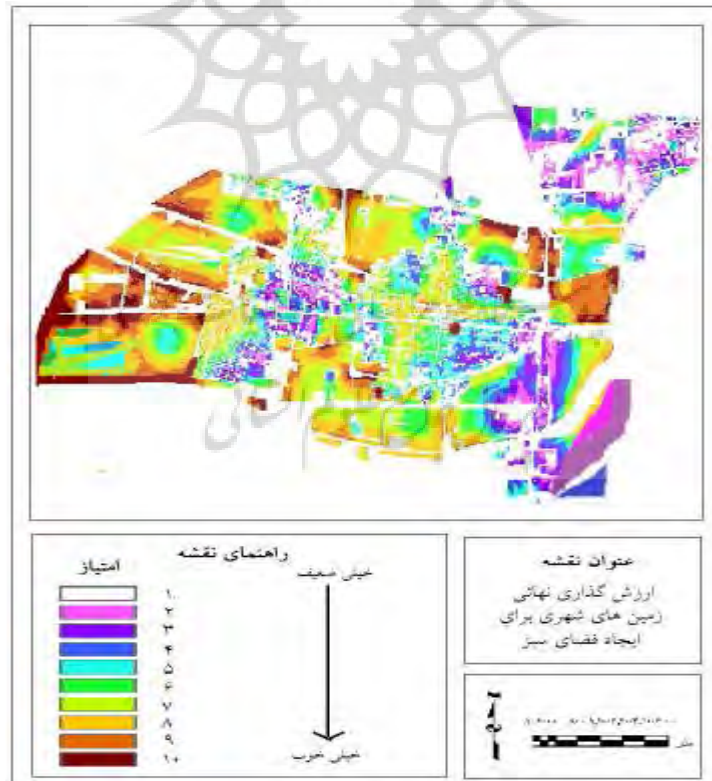 راهنمای نقشه
امتیاز
خیلی ضعیف
۱
۲
۳
۴
۵
۶
۷
۸
۹
۱۰
خیلی خوب
عنوان نقشه
ارزش گذاری نهائی
زمین های شهری برای
ایجاد فضای سبز
متر